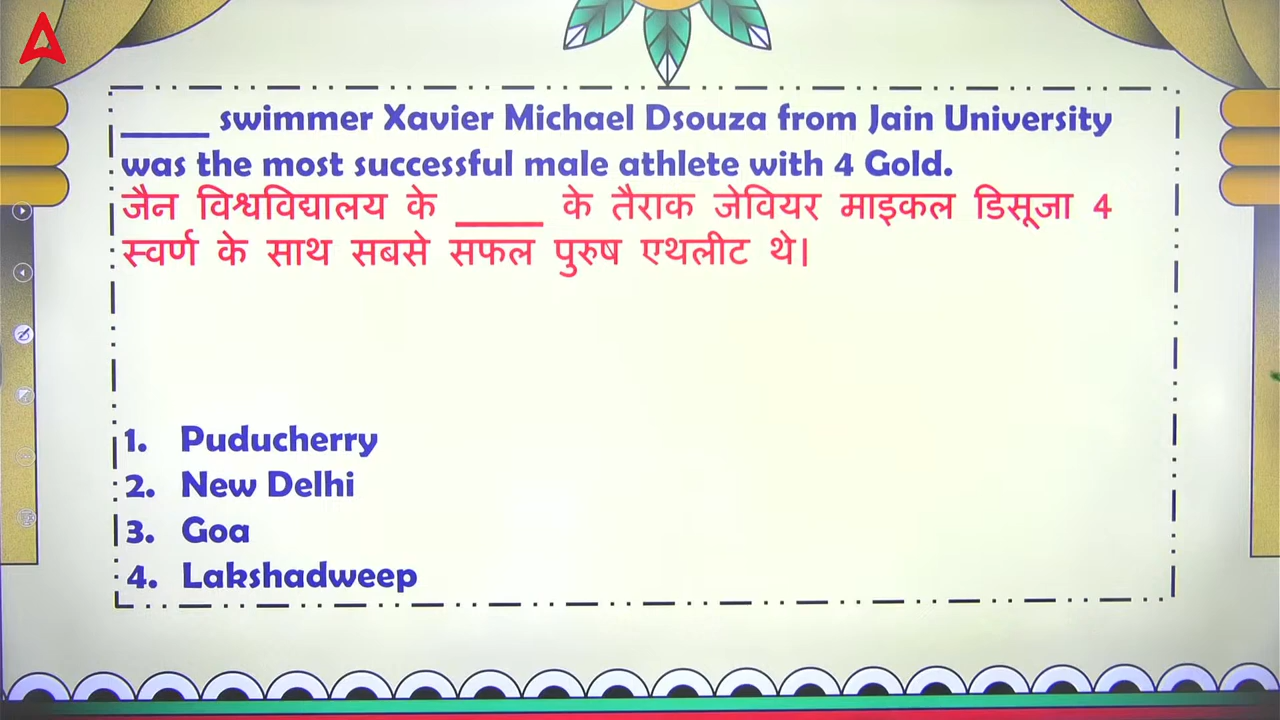 _____ swimmer Xavier Michael Dsouza from Jain University
was the most successful male athlete with 4 Gold.
जैन विश्वविद्यालय के _____ के तैराक जेवियर माइकल डिसूजा 4
स्वर्ण के साथ सबसे सफल पुरुष एथलीट थे।
1. Puducherry
2. New Delhi
3. Goa
4. Lakshadweep